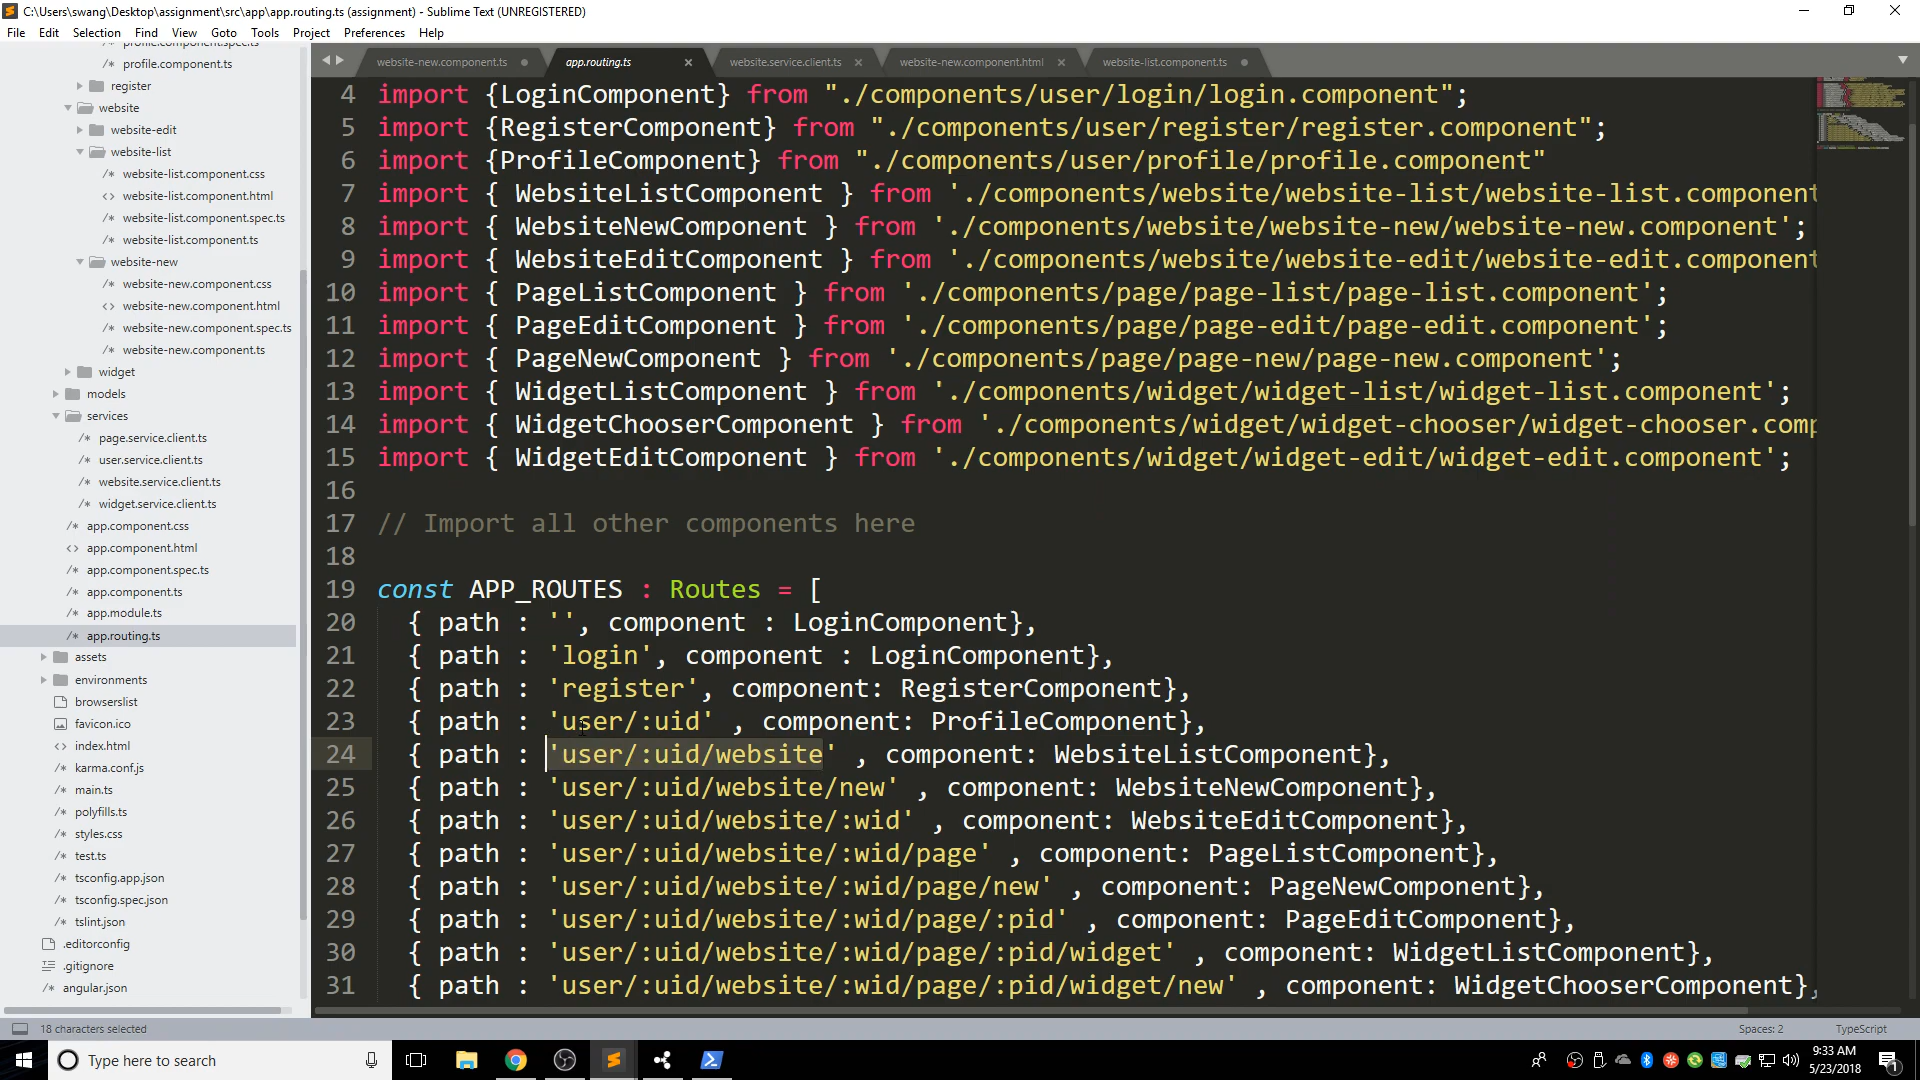 C:\Users\swang\Desktop\assignment\src\app\app.routing.ts (assignment) - Sublime Text (UNREGISTERED)
File Edit Selection Find View Goto Tools Project Preferences Help
profile.component.spec.ts
profile.component.ts
register
website
website-edit
website-list
website-list.component.css
website-list.component.html
website-list.component.spec.ts
website-list.component.ts
website-new
website-new.component.css
website-new.component.html
website-new.component.spec.ts
website-new.component.ts
widget
models
services
page.service.client.ts
user.service.client.ts
website.service.client.ts
widget.service.client.ts
app.component.css
app.component.html
app.component.spec.ts
app.component.ts
app.module.ts
app.routing.ts
assets
environments
browserslist
favicon.ico
index.html
karma.conf.js
main.ts
polyfills.ts
styles.css
test.ts
tsconfig.app.json
tsconfig.spec.json
tslint.json
.editorconfig
.gitignore
angular.json
website-new.component.ts app.routing.ts website.service.client.ts website-new.component.html website-list.component.ts
4 import {LoginComponent} from "./components/user/login/login.component";
5 import {RegisterComponent} from "./components/user/register/register.component";
6 import {ProfileComponent} from "./components/user/profile/profile.component"
7 import { WebsiteListComponent } from './components/website/website-list/website-list.component
8 import { WebsiteNewComponent } from './components/website/website-new/website-new.component';
9 import { WebsiteEditComponent } from './components/website/website-edit/website-edit.component
10 import { PageListComponent } from './components/page/page-list/page-list.component';
11 import { PageEditComponent } from './components/page/page-edit/page-edit.component';
12 import { PageNewComponent } from './components/page/page-new/page-new.component';
13 import { WidgetListComponent } from './components/widget/widget-list/widget-list.component';
14 import { WidgetChooserComponent } from './components/widget/widget-chooser/widget-chooser.comp
15 import { WidgetEditComponent } from './components/widget/widget-edit/widget-edit.component';
16
17 // Import all other components here
18
19 const APP_ROUTES : Routes = [
20 { path : '', component : LoginComponent},
21 { path : 'login', component : LoginComponent},
22 { path : 'register', component: RegisterComponent},
23 { path : 'user/:uid' , component: ProfileComponent},
24 { path : 'user/:uid/website' , component: WebsiteListComponent},
25 { path : 'user/:uid/website/new' , component: WebsiteNewComponent},
26 { path : 'user/:uid/website/:wid' , component: WebsiteEditComponent},
27 { path : 'user/:uid/website/:wid/page' , component: PageListComponent},
28 { path : 'user/:uid/website/:wid/page/new' , component: PageNewComponent},
29 { path : 'user/:uid/website/:wid/page/:pid' , component: PageEditComponent},
30 { path : 'user/:uid/website/:wid/page/:pid/widget' , component: WidgetListComponent},
31 { path : 'user/:uid/website/:wid/page/:pid/widget/new' , component: WidgetChooserComponent},
18 characters selected Spaces: 2 TypeScript
Type here to search
9:33 AM
5/23/2018
1